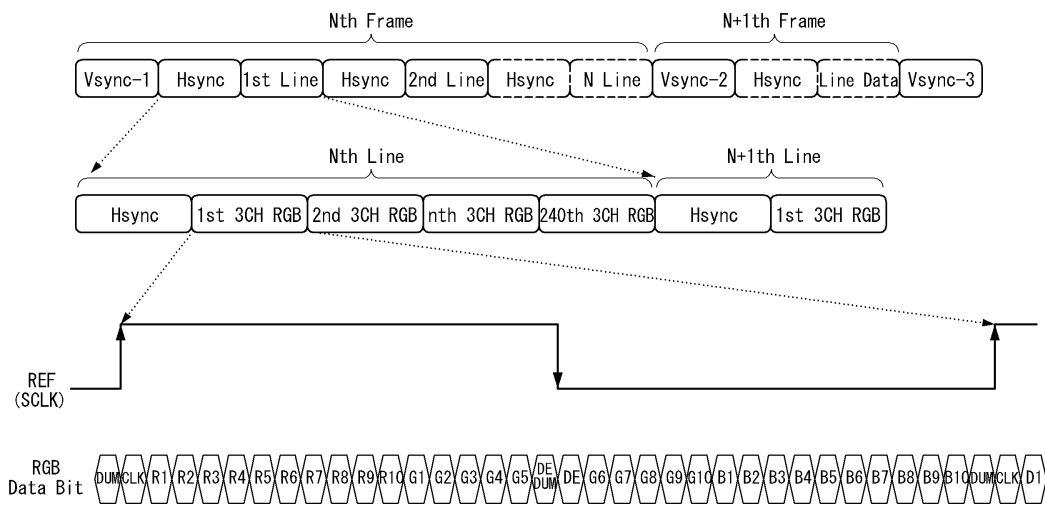 Nth Frame N+1th Frame
Vsync-1 Hsync 1st Line Hsync 2nd Line Hsync N Line Vsync-2 Hsync Line Data Vsync-3
Nth Line N+1th Line
Hsync 1st 3CH RGB 2nd 3CH RGB nth 3CH RGB 240th 3CH RGB Hsync 1st 3CH RGB
REF
(SCLK)
RGB
Data Bit
DUM CLK R1 R2 R3 R4 R5 R6 R7 R8 R9 R10 G1 G2 G3 G4 G5 DE DUM DE G6 G7 G8 G9 G10 B1 B2 B3 B4 B5 B6 B7 B8 B9 B10 DUM CLK D1